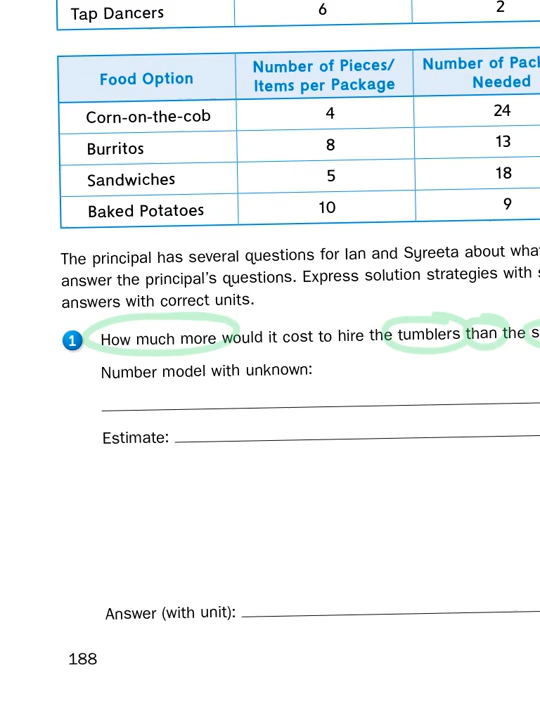 Tap Dancers 6 2
Food Option Number of Pieces/ Items per Package Number of Needed
Corn-on-the-cob 4 24
Burritos 8 13
Sandwiches 5 18
Baked Potatoes 10 9
The principal has several questions for Ian and Syreeta about
answer the principal's questions. Express solution strategies with
answers with correct units.
1 How much more would it cost to hire the tumblers than the
Number model with unknown:
Estimate:
Answer (with unit):
188